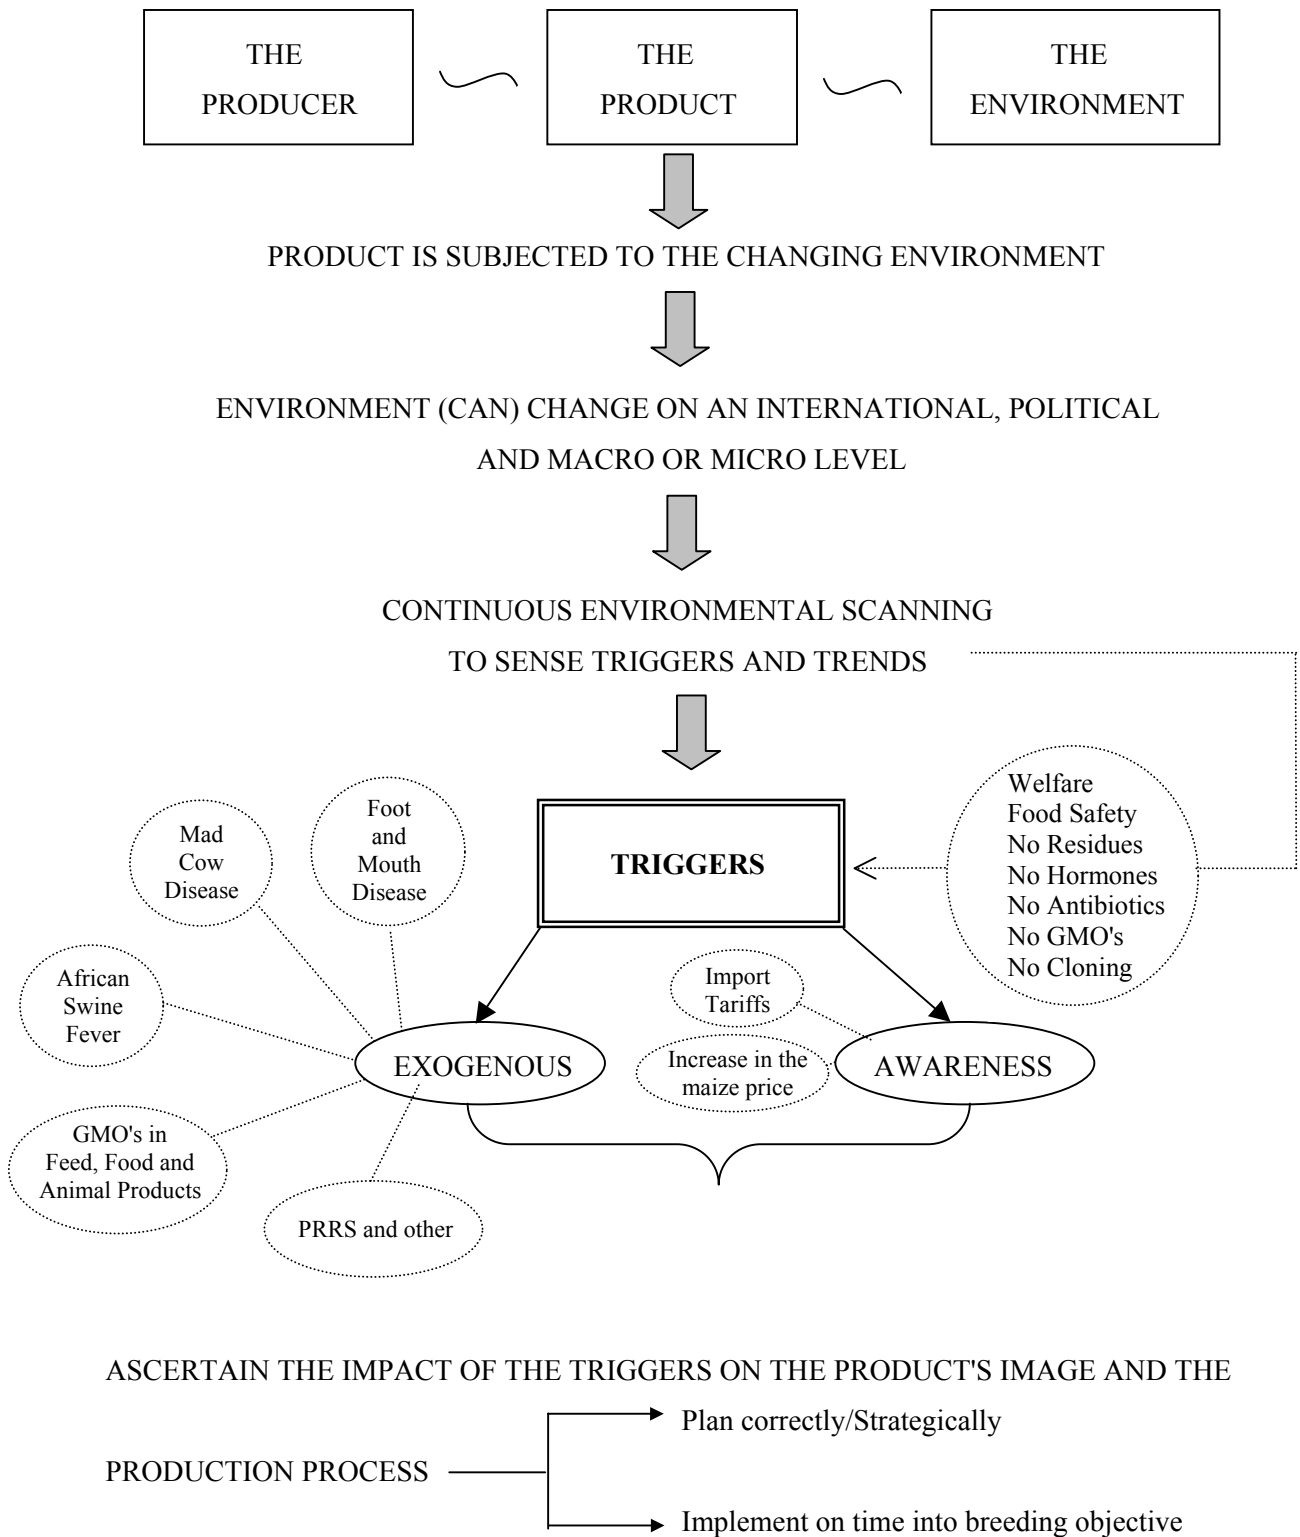 THE
PRODUCER
THE
PRODUCT
THE
ENVIRONMENT
PRODUCT IS SUBJECTED TO THE CHANGING ENVIRONMENT
ENVIRONMENT (CAN) CHANGE ON AN INTERNATIONAL, POLITICAL
AND MACRO OR MICRO LEVEL
CONTINUOUS ENVIRONMENTAL SCANNING
TO SENSE TRIGGERS AND TRENDS
TRIGGERS
Welfare
Food Safety
No Residues
No Hormones
No Antibiotics
No GMO's
No Cloning
Foot
and
Mouth
Disease
Mad
Cow
Disease
African
Swine
Fever
GMO's in
Feed, Food and
Animal Products
PRRS and other
EXOGENOUS
Import
Tariffs
Increase in the
maize price
AWARENESS
ASCERTAIN THE IMPACT OF THE TRIGGERS ON THE PRODUCT'S IMAGE AND THE
PRODUCTION PROCESS
Plan correctly/Strategically
Implement on time into breeding objective